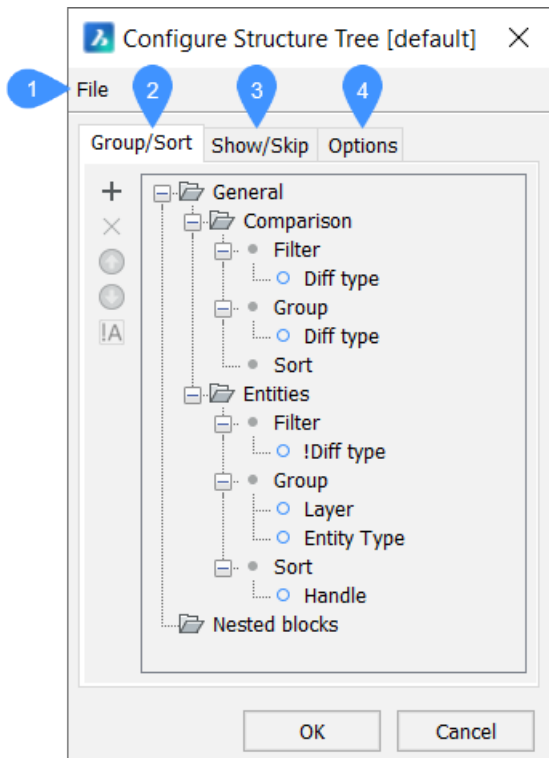 Configure Structure Tree [default]
1 File 2 3 4
Group/Sort Show/Skip Options
General
Comparison
Filter
Diff type
Group
Diff type
Sort
Entities
Filter
!Diff type
Group
Layer
Entity Type
Sort
Handle
Nested blocks
!A
OK Cancel